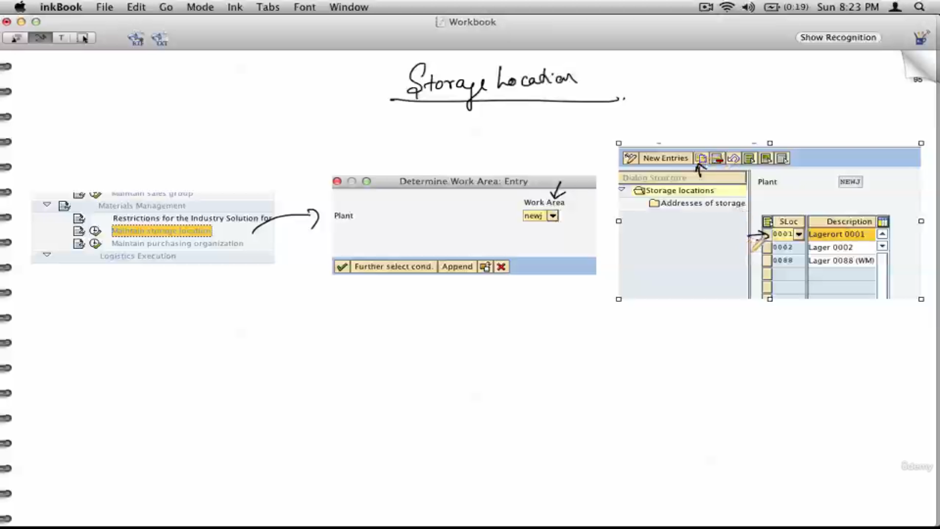 inkBook File Edit Go Mode Ink Tabs Font Window (0:19) Sun 8:23 PM
Workbook
T Show Recognition
95
Storage Location
New Entries
Dialog Structure
Storage locations
Addresses of storage
Plant NEWJ
SLoc Description
0001 Lagerort 0001
0002 Lager 0002
0088 Lager 0088 (WM)
Maintain sales group
Materials Management
Restrictions for the Industry Solution for
Maintain storage location
Maintain purchasing organization
Logistics Execution
Determine Work Area: Entry
Work Area
Plant newj
Further select cond. Append
Udemy